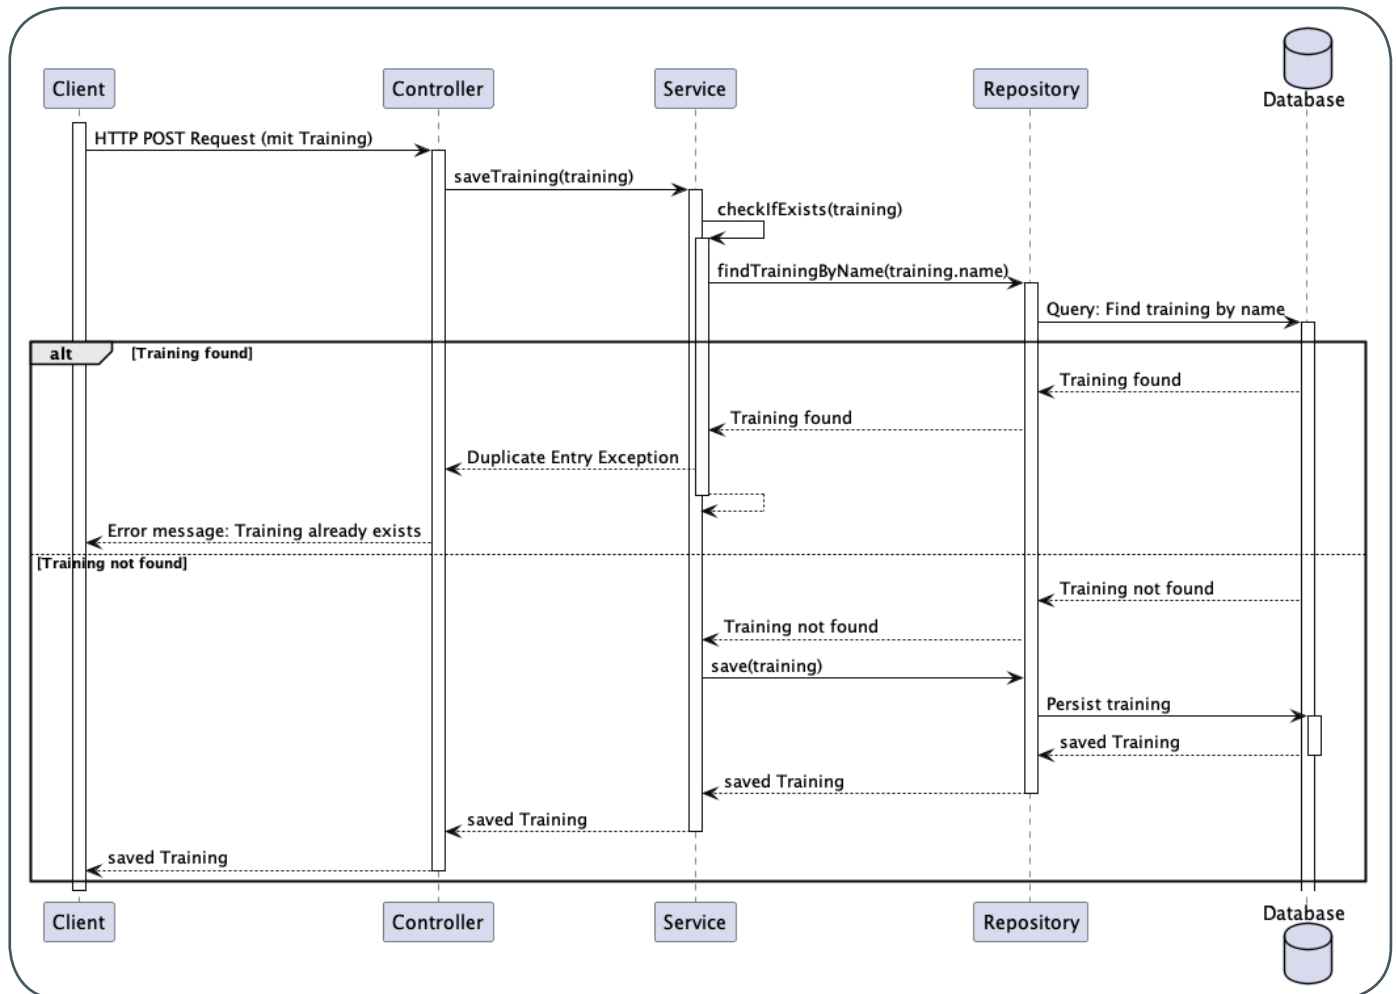 Client
Controller
Service
Repository
Database
HTTP POST Request (mit Training)
saveTraining(training)
checkIfExists(training)
findTrainingByName(training.name)
Query: Find training by name
alt [Training found]
Training found
Training found
Duplicate Entry Exception
Error message: Training already exists
[Training not found]
Training not found
Training not found
save(training)
Persist training
saved Training
saved Training
saved Training
saved Training
Client
Controller
Service
Repository
Database